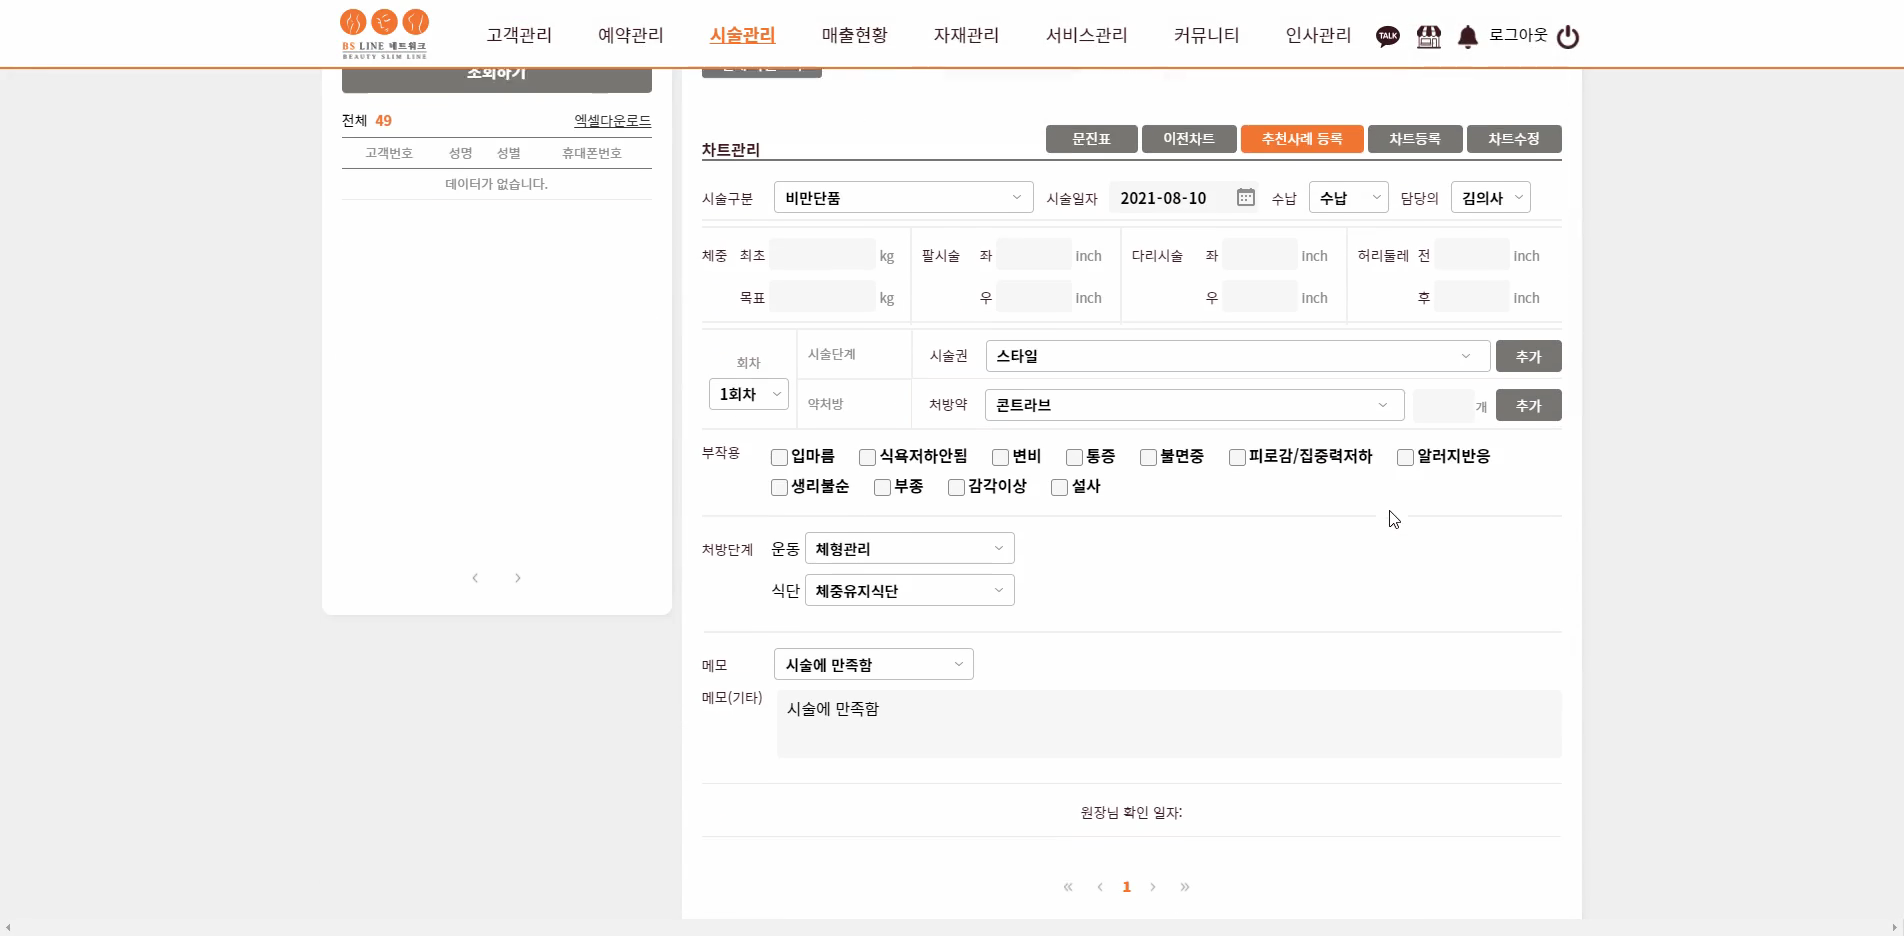 BS LINE 네트워크
BEAUTY SLIM LINE
고객관리 예약관리 시술관리 매출현황 자재관리 서비스관리 커뮤니티 인사관리 TALK 로그아웃
조회하기
전체 49 엑셀다운로드
고객번호 성명 성별 휴대폰번호
데이터가 없습니다.
차트관리 문진표 이전차트 추천사례 등록 차트등록 차트수정
시술구분 비만단품 시술일자 2021-08-10 수납 수납 담당의 김의사
체중 최초 kg 팔시술 좌 inch 다리시술 좌 inch 허리둘레 전 inch
목표 kg 우 inch 우 inch 후 inch
회차 시술단계 시술권 스타일 추가
1회차 약처방 처방약 콘트라브 개 추가
부작용 입마름 식욕저하안됨 변비 통증 불면증 피로감/집중력저하 알러지반응
생리불순 부종 감각이상 설사
처방단계 운동 체형관리
식단 체중유지식단
메모 시술에 만족함
메모(기타) 시술에 만족함
원장님 확인 일자:
« ‹ 1 › »